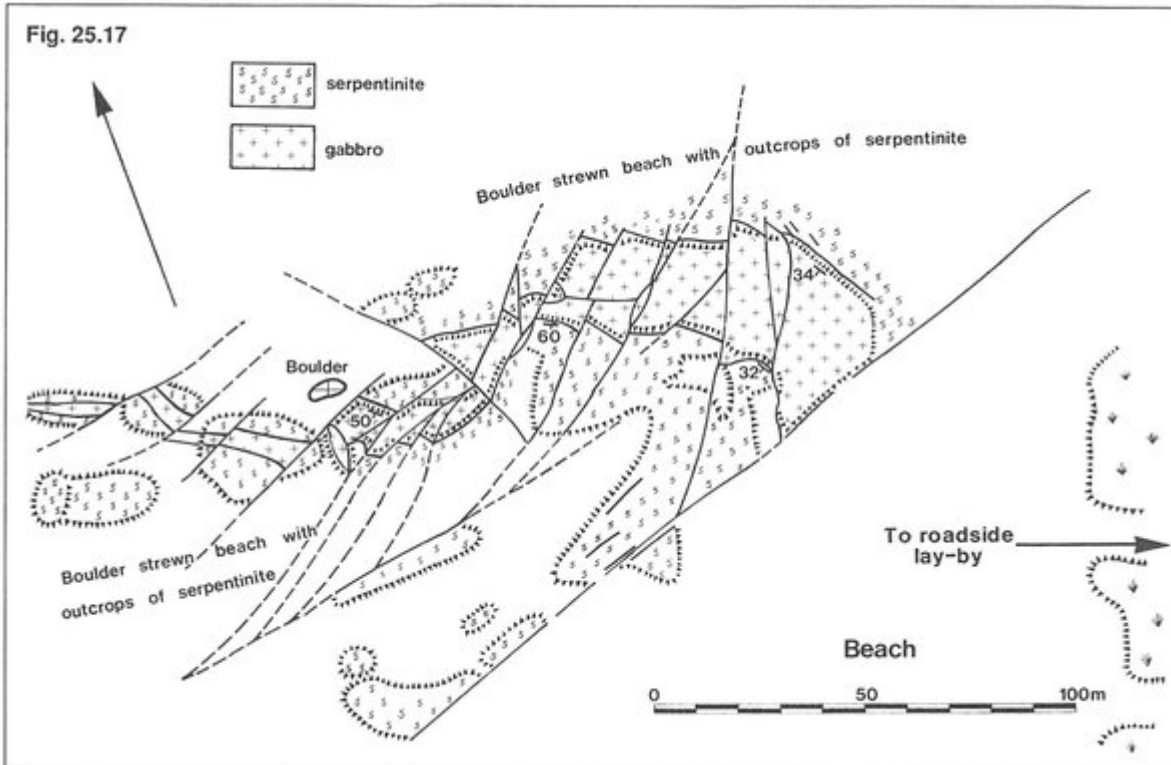 Fig. 25.17
serpentinite
gabbro
Boulder strewn beach with outcrops of serpentinite
34
60
Boulder
32
50
Boulder strewn beach with
outcrops of serpentinite
To roadside
lay-by
Beach
0 50 100m